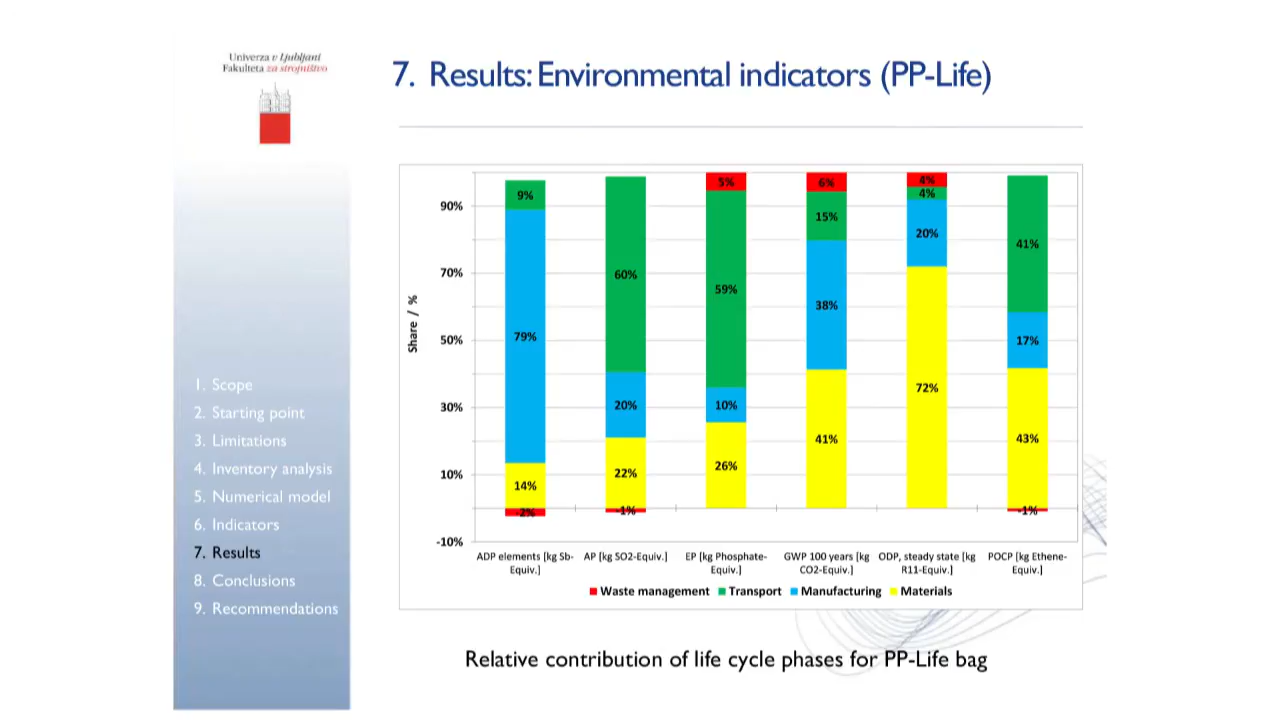 Univerza v Ljubljani
Fakulteta za strojništvo
7. Results: Environmental indicators (PP-Life)
1. Scope
2. Starting point
3. Limitations
4. Inventory analysis
5. Numerical model
6. Indicators
7. Results
8. Conclusions
9. Recommendations
Share / %
90%
70%
50%
30%
10%
-10%
9%
79%
14%
-2%
60%
20%
22%
-1%
5%
59%
10%
26%
6%
15%
38%
41%
4%
4%
20%
72%
41%
17%
43%
-1%
ADP elements [kg Sb-
Equiv.]
AP [kg SO2-Equiv.]
EP [kg Phosphate-
Equiv.]
GWP 100 years [kg
CO2-Equiv.]
ODP, steady state [kg
R11-Equiv.]
POCP [kg Ethene-
Equiv.]
Waste management Transport Manufacturing Materials
Relative contribution of life cycle phases for PP-Life bag